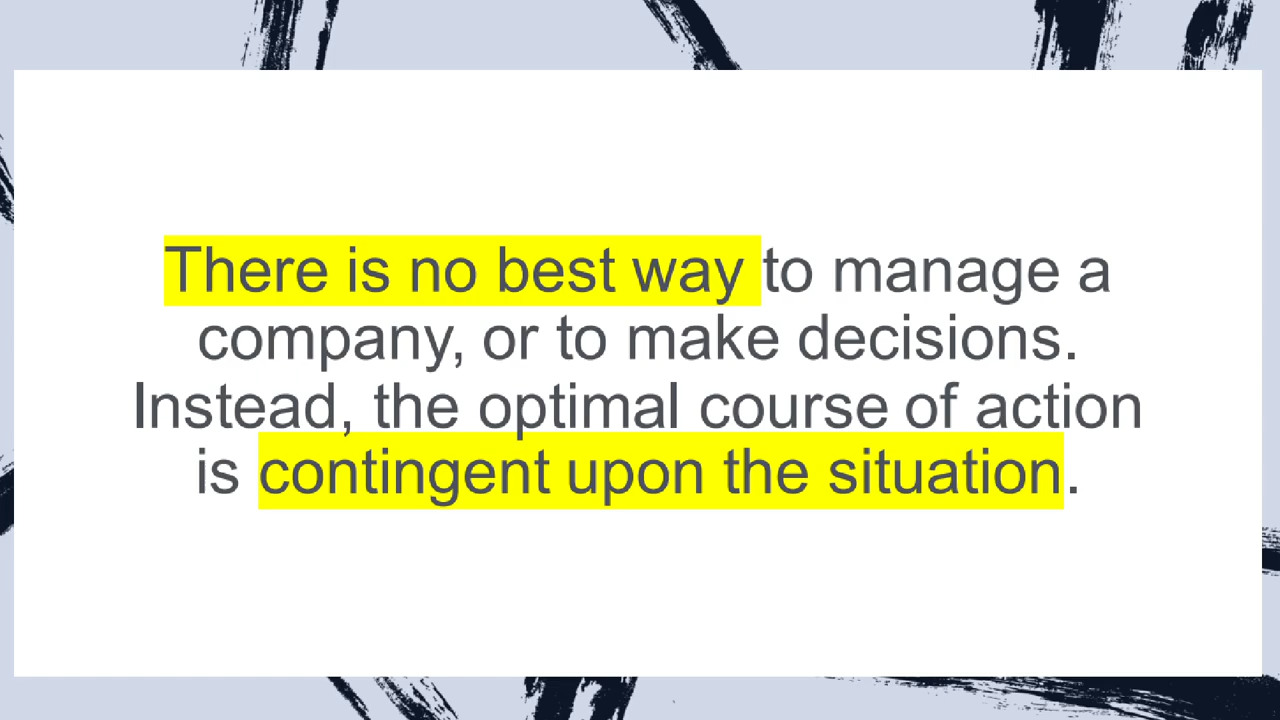 There is no best way to manage a
company, or to make decisions.
Instead, the optimal course of action
is contingent upon the situation.